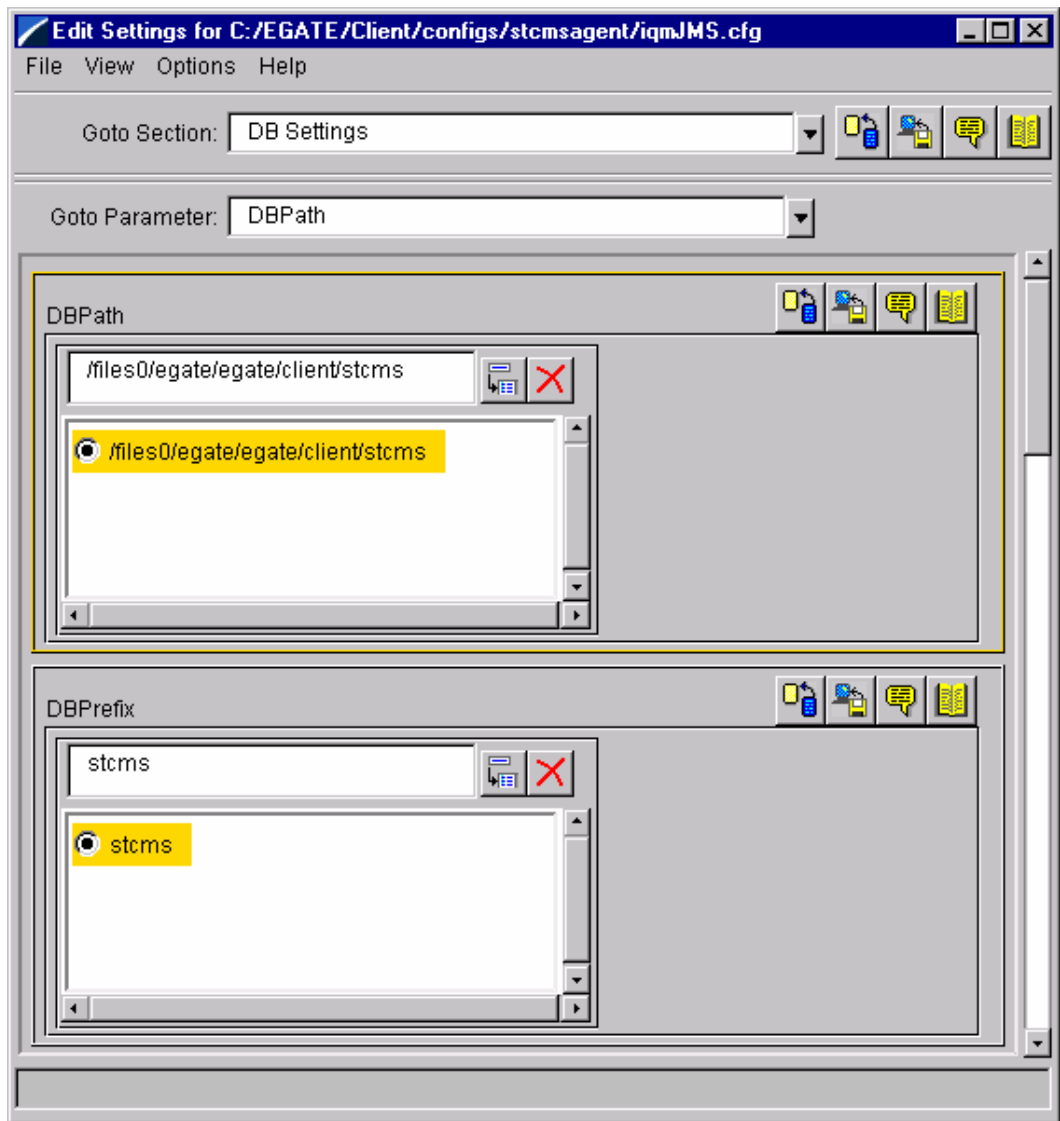 Edit Settings for C:/EGATE/Client/configs/stcmsagent/iqmJMS.cfg
File View Options Help
Goto Section: DB Settings
Goto Parameter: DBPath
DBPath
/files0/egate/egate/client/stcms
/files0/egate/egate/client/stcms
DBPrefix
stcms
stcms